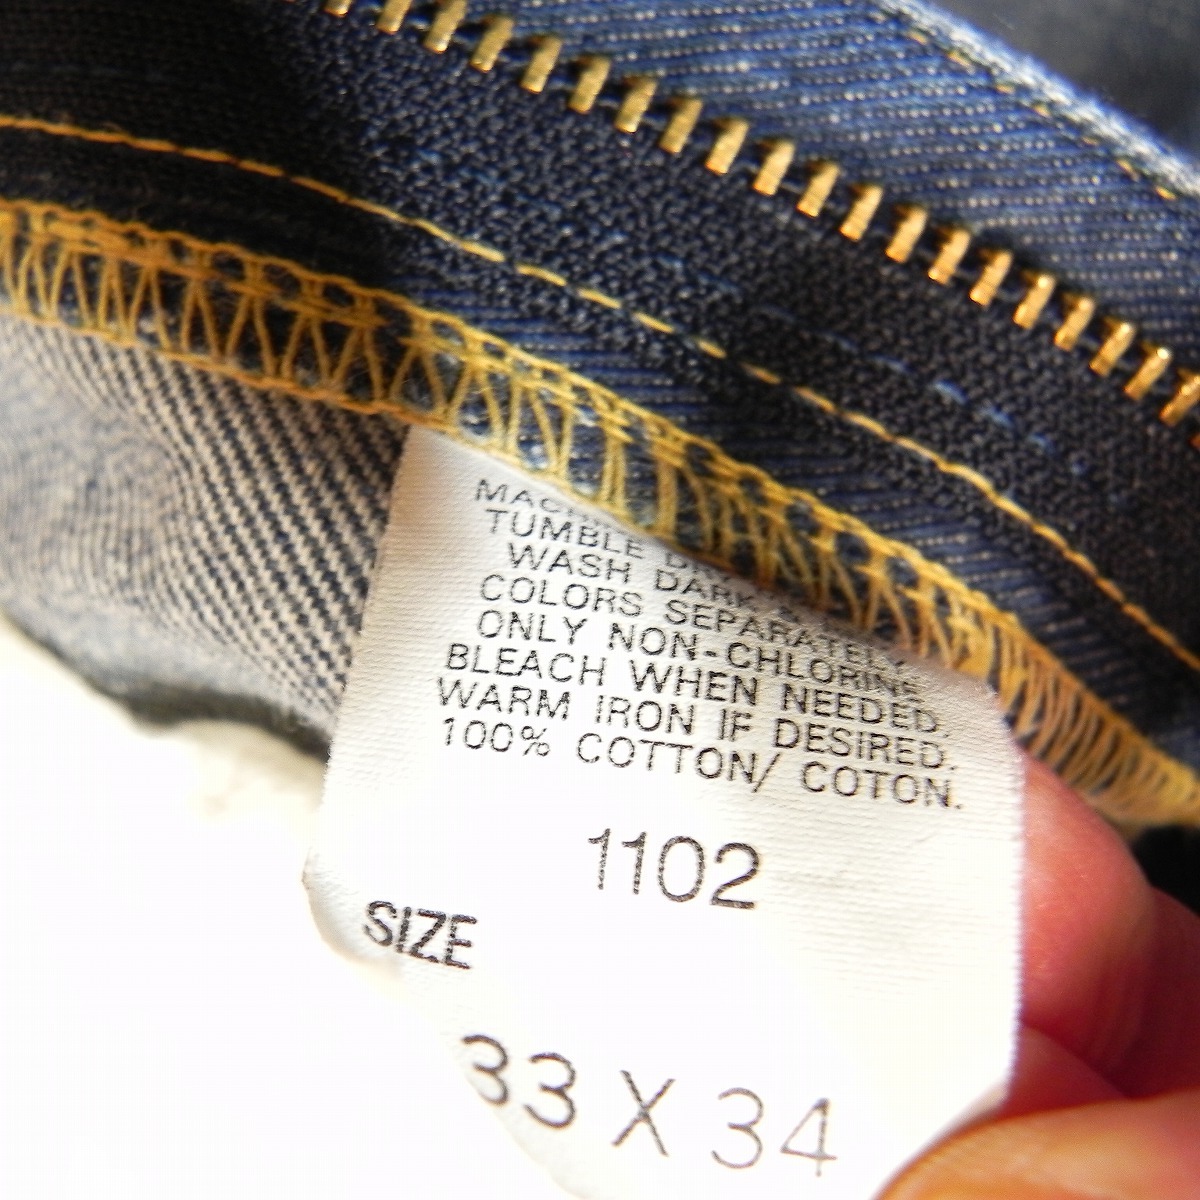 TUMBLE
WASH DARK
COLORS SEPARATELY.
ONLY NON-CHLORINE
BLEACH WHEN NEEDED.
WARM IRON IF DESIRED.
100% COTTON/ COTON.
1102
SIZE
33 X 34